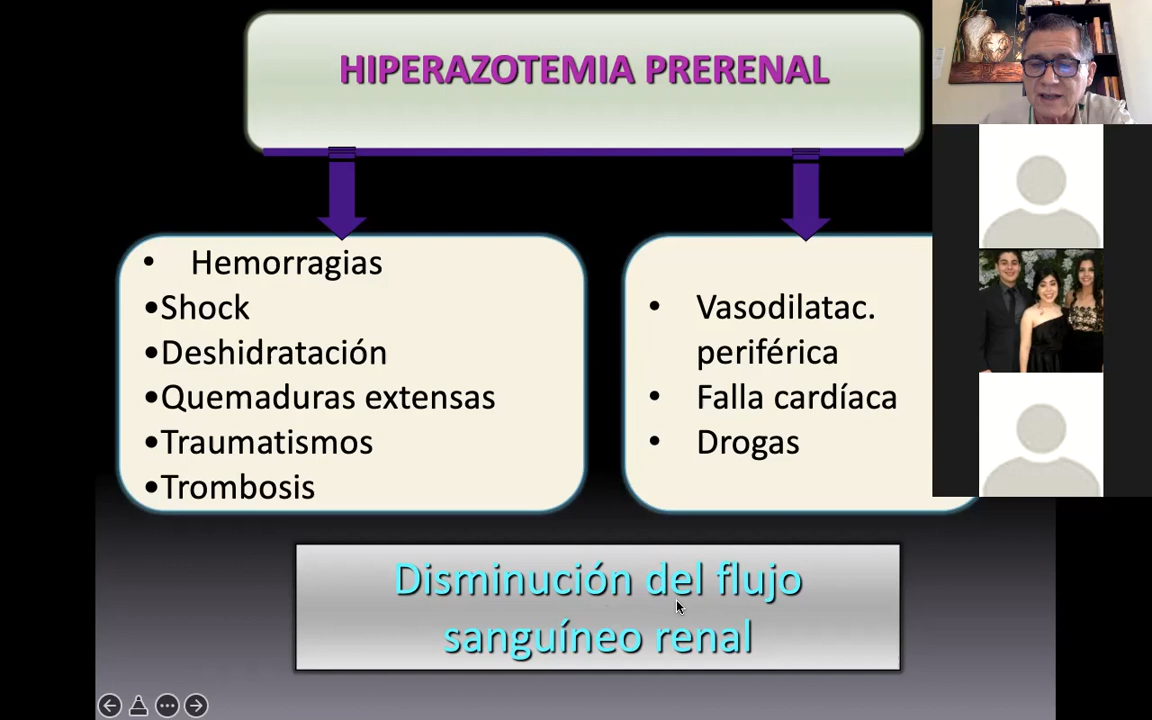 HIPERAZOTEMIA PRERENAL
• Hemorragias
•Shock
•Deshidratación
•Quemaduras extensas
•Traumatismos
•Trombosis
• Vasodilatac.
periférica
• Falla cardíaca
• Drogas
Disminución del flujo
sanguíneo renal